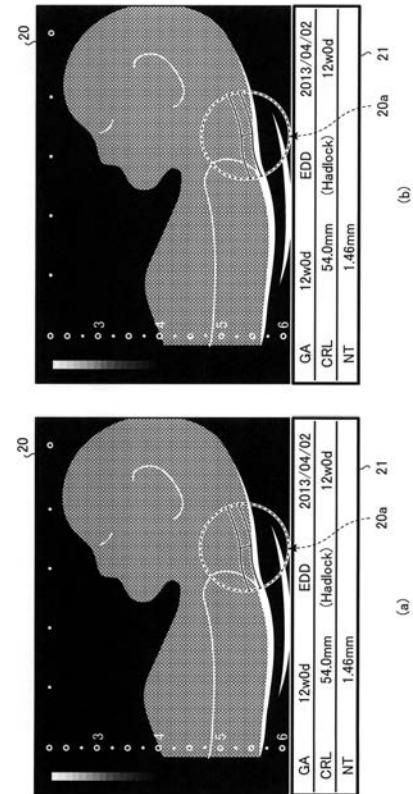 20
3
4
5
6
GA 12w0d EDD 2013/04/02
CRL 54.0mm (Hadlock) 12w0d
NT 1.46mm
21
20a
(a)
20
3
4
5
6
GA 12w0d EDD 2013/04/02
CRL 54.0mm (Hadlock) 12w0d
NT 1.46mm
21
20a
(b)